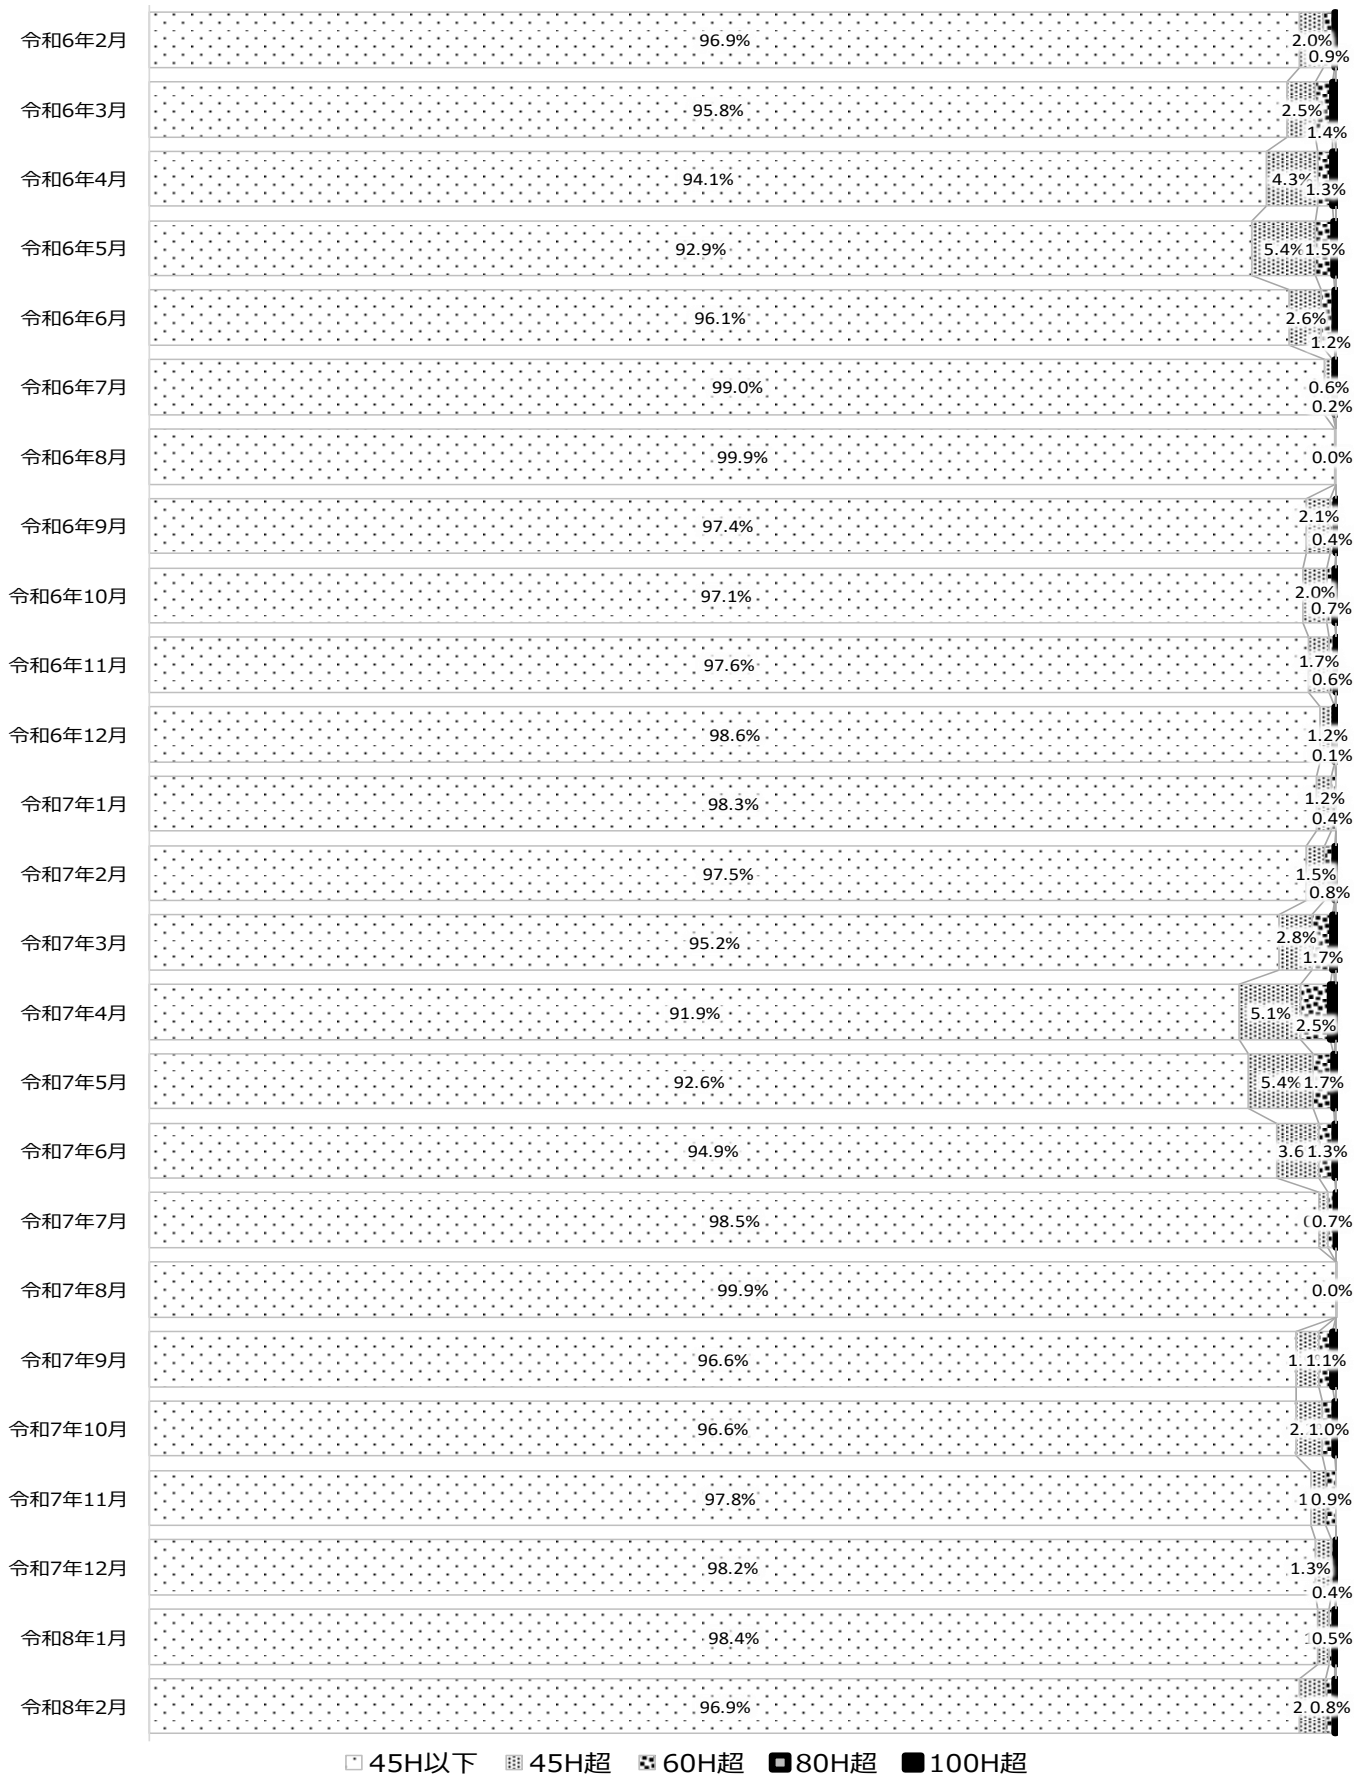 令和6年2月 96.9% 2.0% 0.9%
令和6年3月 95.8% 2.5% 1.4%
令和6年4月 94.1% 4.3% 1.3%
令和6年5月 92.9% 5.4% 1.5%
令和6年6月 96.1% 2.6% 1.2%
令和6年7月 99.0% 0.6% 0.2%
令和6年8月 99.9% 0.0%
令和6年9月 97.4% 2.1% 0.4%
令和6年10月 97.1% 2.0% 0.7%
令和6年11月 97.6% 1.7% 0.6%
令和6年12月 98.6% 1.2% 0.1%
令和7年1月 98.3% 1.2% 0.4%
令和7年2月 97.5% 1.5% 0.8%
令和7年3月 95.2% 2.8% 1.7%
令和7年4月 91.9% 5.1% 2.5%
令和7年5月 92.6% 5.4% 1.7%
令和7年6月 94.9% 3.6 1.3%
令和7年7月 98.5% 0.7%
令和7年8月 99.9% 0.0%
令和7年9月 96.6% 1.1%
令和7年10月 96.6% 1.0%
令和7年11月 97.8% 0.9%
令和7年12月 98.2% 1.3% 0.4%
令和8年1月 98.4% 0.5%
令和8年2月 96.9% 0.8%
45H以下 45H超 60H超 80H超 100H超